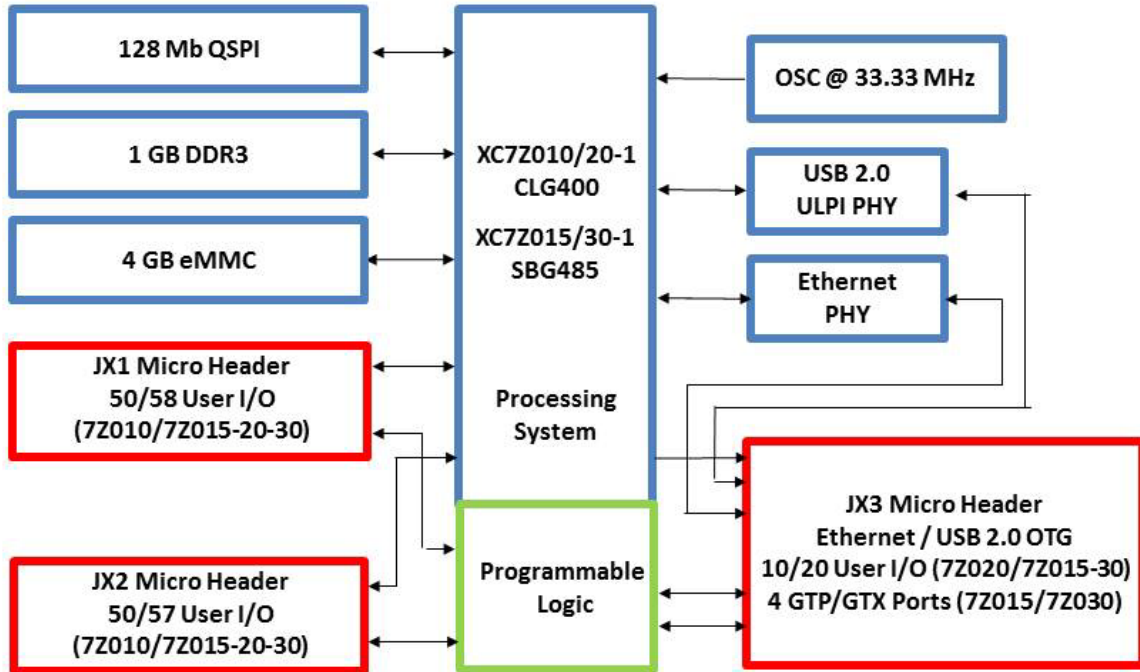 128 Mb QSPI
1 GB DDR3
4 GB eMMC
JX1 Micro Header
50/58 User I/O
(7Z010/7Z015-20-30)
JX2 Micro Header
50/57 User I/O
(7Z010/7Z015-20-30)
XC7Z010/20-1
CLG400
XC7Z015/30-1
SBG485
Processing
System
Programmable
Logic
OSC @ 33.33 MHz
USB 2.0
ULPI PHY
Ethernet
PHY
JX3 Micro Header
Ethernet / USB 2.0 OTG
10/20 User I/O (7Z020/7Z015-30)
4 GTP/GTX Ports (7Z015/7Z030)